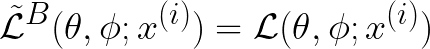 $\tilde{\mathcal{L}}^{B}(\theta, \phi; x^{(i)}) = \mathcal{L}(\theta, \phi; x^{(i)})$